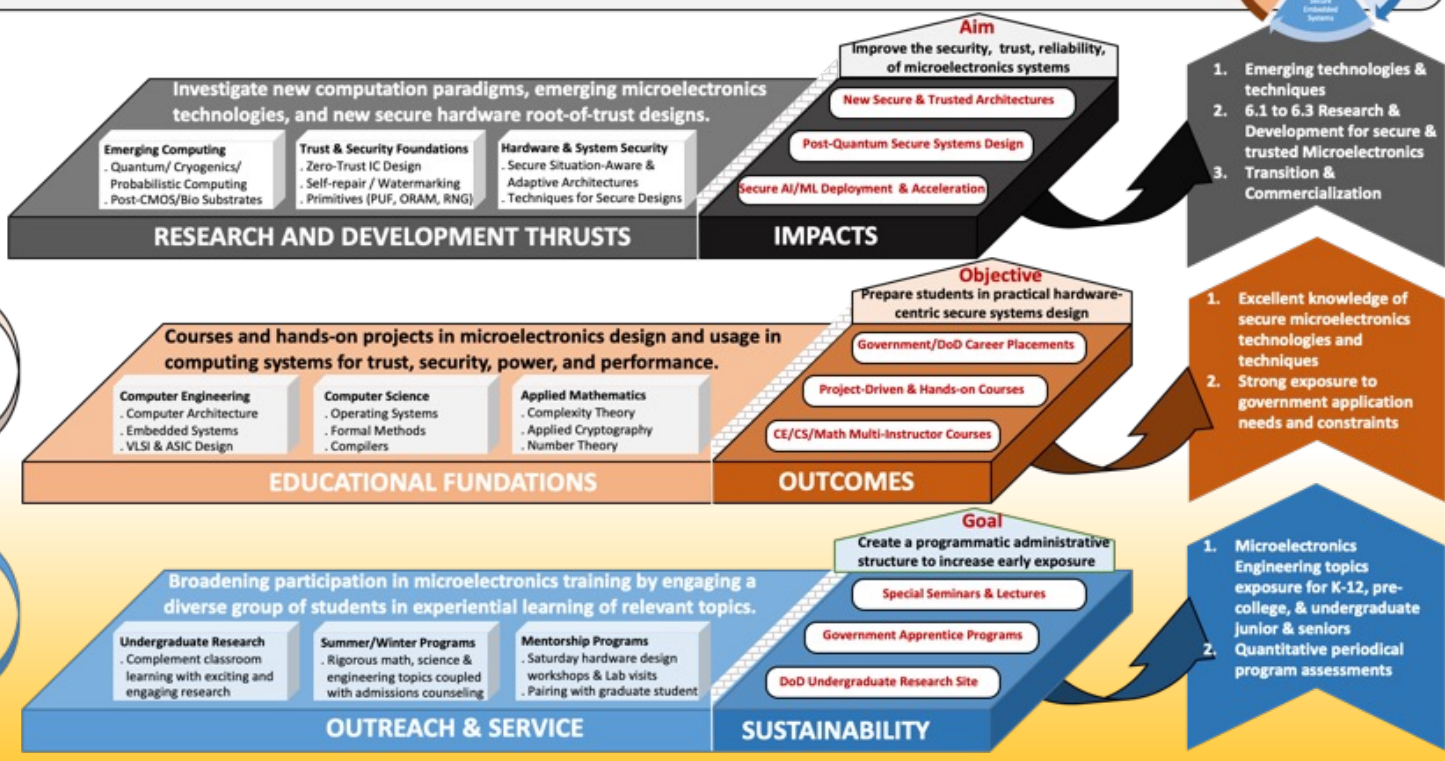 Secure
Embedded
Systems
Aim
Improve the security, trust, reliability,
of microelectronics systems
Investigate new computation paradigms, emerging microelectronics
technologies, and new secure hardware root-of-trust designs.
Emerging Computing
. Quantum/ Cryogenics/
Probabilistic Computing
. Post-CMOS/Bio Substrates
Trust & Security Foundations
. Zero-Trust IC Design
. Self-repair / Watermarking
. Primitives (PUF, ORAM, RNG)
Hardware & System Security
. Secure Situation-Aware &
Adaptive Architectures
. Techniques for Secure Designs
New Secure & Trusted Architectures
Post-Quantum Secure Systems Design
Secure AI/ML Deployment & Acceleration
RESEARCH AND DEVELOPMENT THRUSTS
IMPACTS
1. Emerging technologies &
techniques
2. 6.1 to 6.3 Research &
Development for secure &
trusted Microelectronics
3. Transition &
Commercialization
Objective
Prepare students in practical hardware-
centric secure systems design
Courses and hands-on projects in microelectronics design and usage in
computing systems for trust, security, power, and performance.
Computer Engineering
. Computer Architecture
. Embedded Systems
. VLSI & ASIC Design
Computer Science
. Operating Systems
. Formal Methods
. Compilers
Applied Mathematics
. Complexity Theory
. Applied Cryptography
. Number Theory
Government/DoD Career Placements
Project-Driven & Hands-on Courses
CE/CS/Math Multi-Instructor Courses
EDUCATIONAL FUNDATIONS
OUTCOMES
1. Excellent knowledge of
secure microelectronics
technologies and
techniques
2. Strong exposure to
government application
needs and constraints
Goal
Create a programmatic administrative
structure to increase early exposure
Broadening participation in microelectronics training by engaging a
diverse group of students in experiential learning of relevant topics.
Undergraduate Research
. Complement classroom
learning with exciting and
engaging research
Summer/Winter Programs
. Rigorous math, science &
engineering topics coupled
with admissions counseling
Mentorship Programs
. Saturday hardware design
workshops & Lab visits
. Pairing with graduate student
Special Seminars & Lectures
Government Apprentice Programs
DoD Undergraduate Research Site
OUTREACH & SERVICE
SUSTAINABILITY
1. Microelectronics
Engineering topics
exposure for K-12, pre-
college, & undergraduate
junior & seniors
2. Quantitative periodical
program assessments